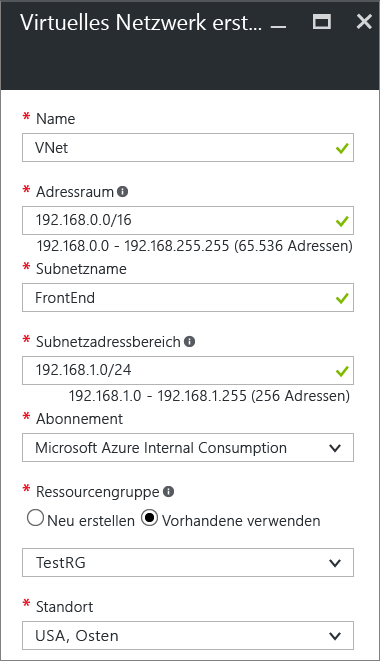 Virtuelles Netzwerk erst...
* Name
VNet
* Adressraum
192.168.0.0/16
192.168.0.0 - 192.168.255.255 (65.536 Adressen)
* Subnetzname
FrontEnd
* Subnetzadressbereich
192.168.1.0/24
192.168.1.0 - 192.168.1.255 (256 Adressen)
* Abonnement
Microsoft Azure Internal Consumption
* Ressourcengruppe
Neu erstellen Vorhandene verwenden
TestRG
* Standort
USA, Osten